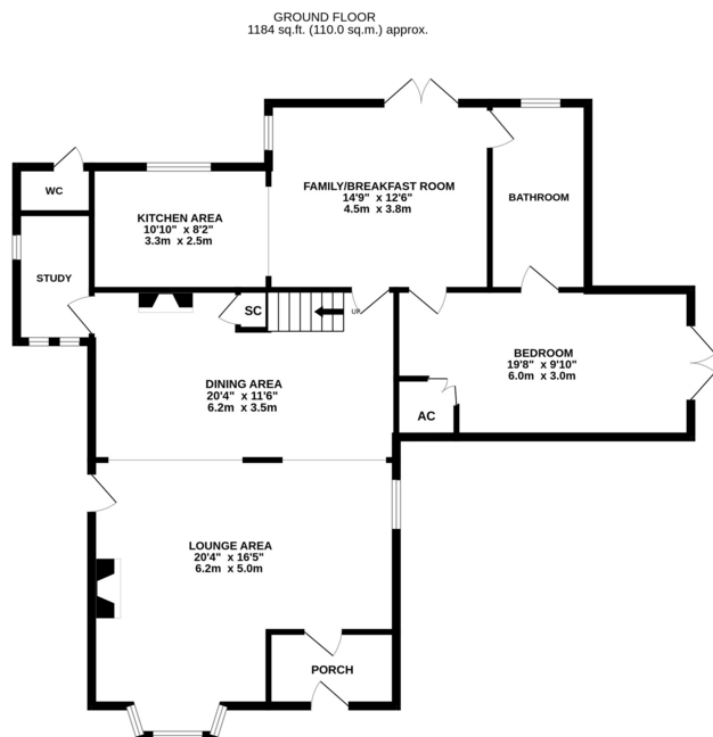 GROUND FLOOR
1184 sq.ft. (110.0 sq.m.) approx.
WC
KITCHEN AREA
10'10" x 8'2"
3.3m x 2.5m
FAMILY/BREAKFAST ROOM
14'9" x 12'6"
4.5m x 3.8m
BATHROOM
STUDY
SC
UP
DINING AREA
20'4" x 11'6"
6.2m x 3.5m
BEDROOM
19'8" x 9'10"
6.0m x 3.0m
AC
LOUNGE AREA
20'4" x 16'5"
6.2m x 5.0m
PORCH